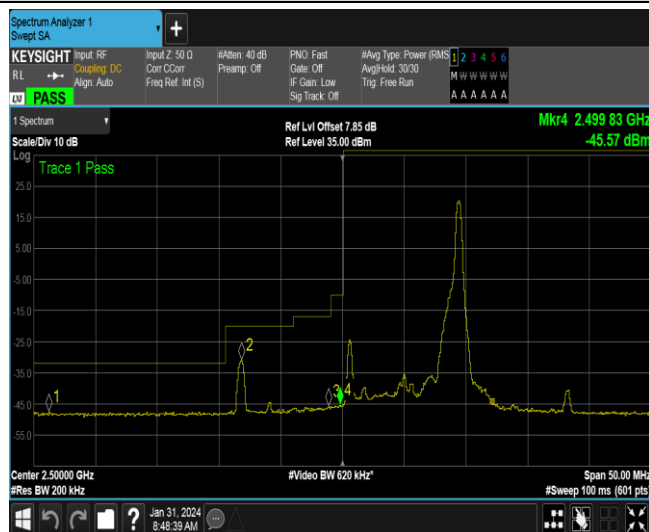 Spectrum Analyzer 1
Swept SA
KEYSIGHT
RL
LXI PASS
Input: RF
Coupling: DC
Align: Auto
Input Z: 50 Ω
Corr CCorr
Freq Ref: Int (S)
#Atten: 40 dB
Preamp: Off
PNO: Fast
Gate: Off
IF Gain: Low
Sig Track: Off
#Avg Type: Power (RMS
Avg|Hold: 30/30
Trig: Free Run
1 2 3 4 5 6
M W W W W W
A A A A A A
1 Spectrum
Scale/Div 10 dB
Ref Lvl Offset 7.85 dB
Ref Level 35.00 dBm
Mkr4 2.499 83 GHz
-45.57 dBm
Log
Trace 1 Pass
25.0
15.0
5.00
-5.00
-15.0
-25.0
-35.0
-45.0
-55.0
1
2
3
4
Center 2.50000 GHz
#Res BW 200 kHz
#Video BW 620 kHz*
Span 50.00 MHz
#Sweep 100 ms (601 pts)
?
Jan 31, 2024
8:48:39 AM